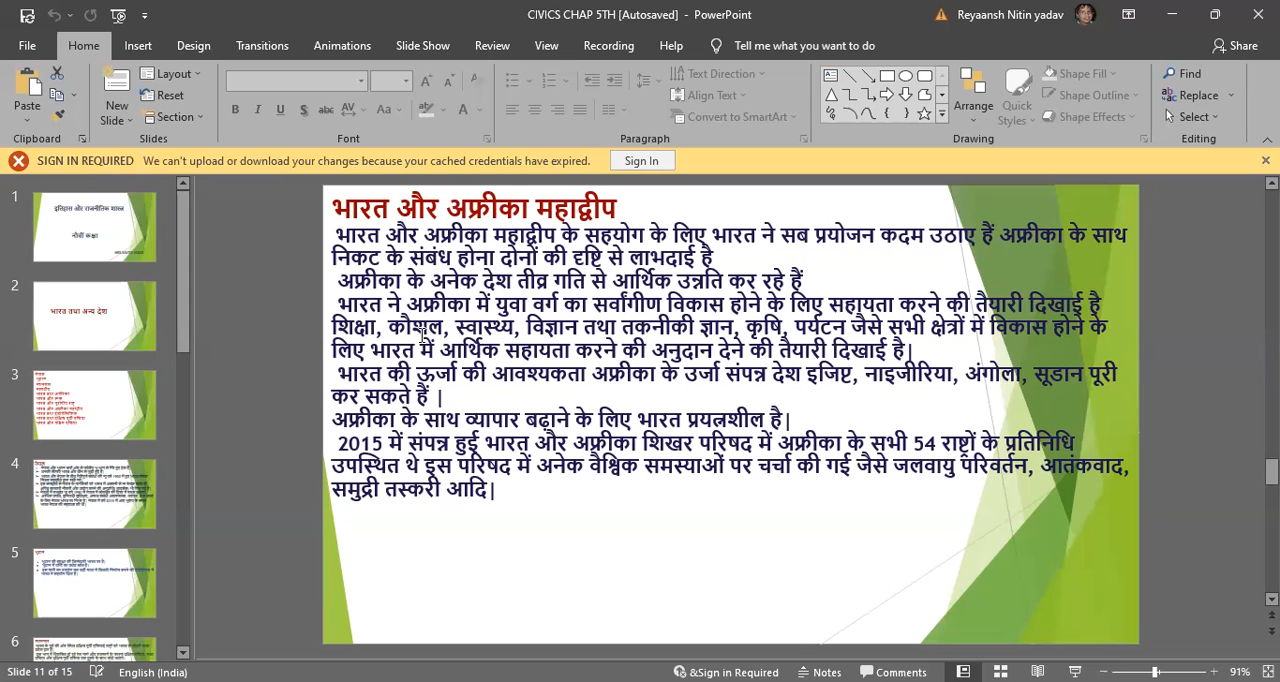 CIVICS CHAP 5TH [Autosaved] - PowerPoint
Reyaansh Nitin yadav
File Home Insert Design Transitions Animations Slide Show Review View Recording Help Tell me what you want to do Share
Paste
Clipboard
New Slide
Layout
Reset
Section
Slides
Font
Text Direction
Align Text
Convert to SmartArt
Paragraph
Arrange
Quick Styles
Shape Fill
Shape Outline
Shape Effects
Drawing
Find
Replace
Select
Editing
SIGN IN REQUIRED We can't upload or download your changes because your cached credentials have expired. Sign In
1
इतिहास और राजनीतिक शास्त्र
नौवीं कक्षा
2
भारत तथा अन्य देश
3
4
5
6
भारत और अफ्रीका महाद्वीप
भारत और अफ्रीका महाद्वीप के सहयोग के लिए भारत ने सब प्रयोजन कदम उठाए हैं अफ्रीका के साथ
निकट के संबंध होना दोनों की दृष्टि से लाभदाई है
अफ्रीका के अनेक देश तीव्र गति से आर्थिक उन्नति कर रहे हैं
भारत ने अफ्रीका में युवा वर्ग का सर्वांगीण विकास होने के लिए सहायता करने की तैयारी दिखाई है
शिक्षा, कौशल, स्वास्थ्य, विज्ञान तथा तकनीकी ज्ञान, कृषि, पर्यटन जैसे सभी क्षेत्रों में विकास होने के
लिए भारत में आर्थिक सहायता करने की अनुदान देने की तैयारी दिखाई है|
भारत की ऊर्जा की आवश्यकता अफ्रीका के उर्जा संपन्न देश इजिप्ट, नाइजीरिया, अंगोला, सूडान पूरी
कर सकते हैं |
अफ्रीका के साथ व्यापार बढ़ाने के लिए भारत प्रयत्नशील है|
2015 में संपन्न हुई भारत और अफ्रीका शिखर परिषद में अफ्रीका के सभी 54 राष्ट्रों के प्रतिनिधि
उपस्थित थे इस परिषद में अनेक वैश्विक समस्याओं पर चर्चा की गई जैसे जलवायु परिवर्तन, आतंकवाद,
समुद्री तस्करी आदि|
Slide 11 of 15 English (India) &Sign in Required Notes Comments 91%